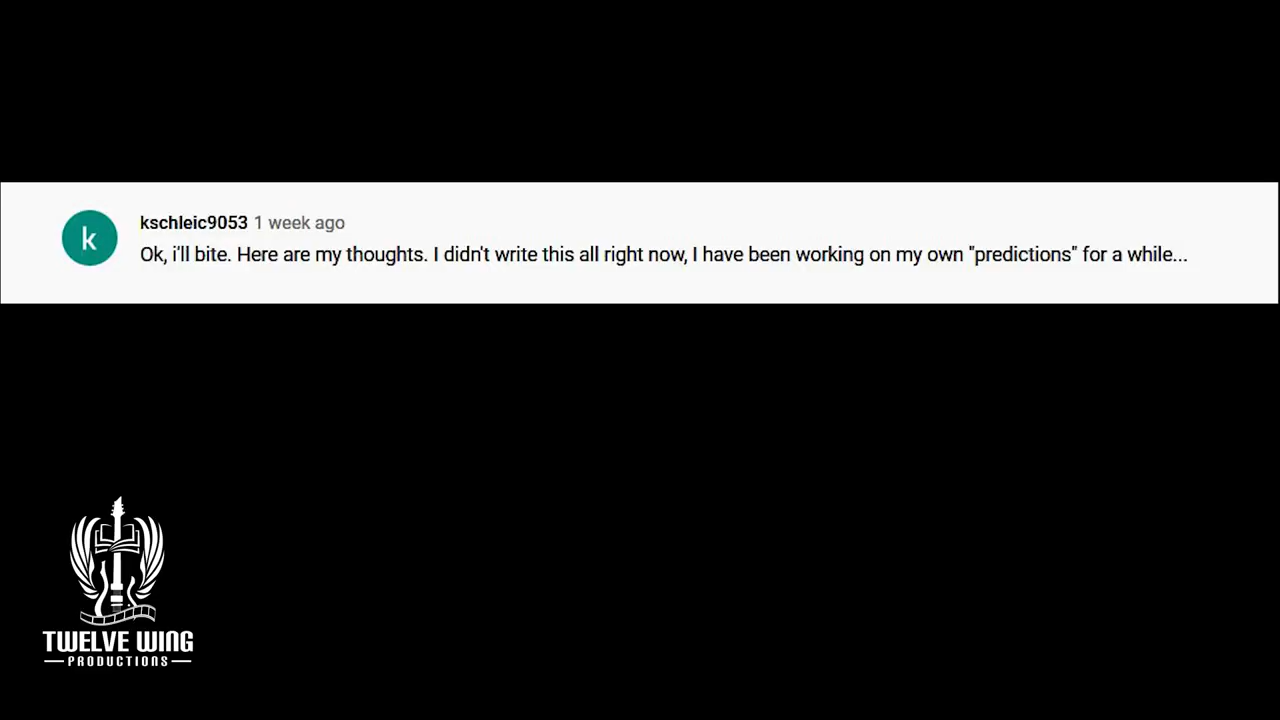 k
kschleic9053 1 week ago
Ok, i'll bite. Here are my thoughts. I didn't write this all right now, I have been working on my own "predictions" for a while...
TWELVE WING
PRODUCTIONS